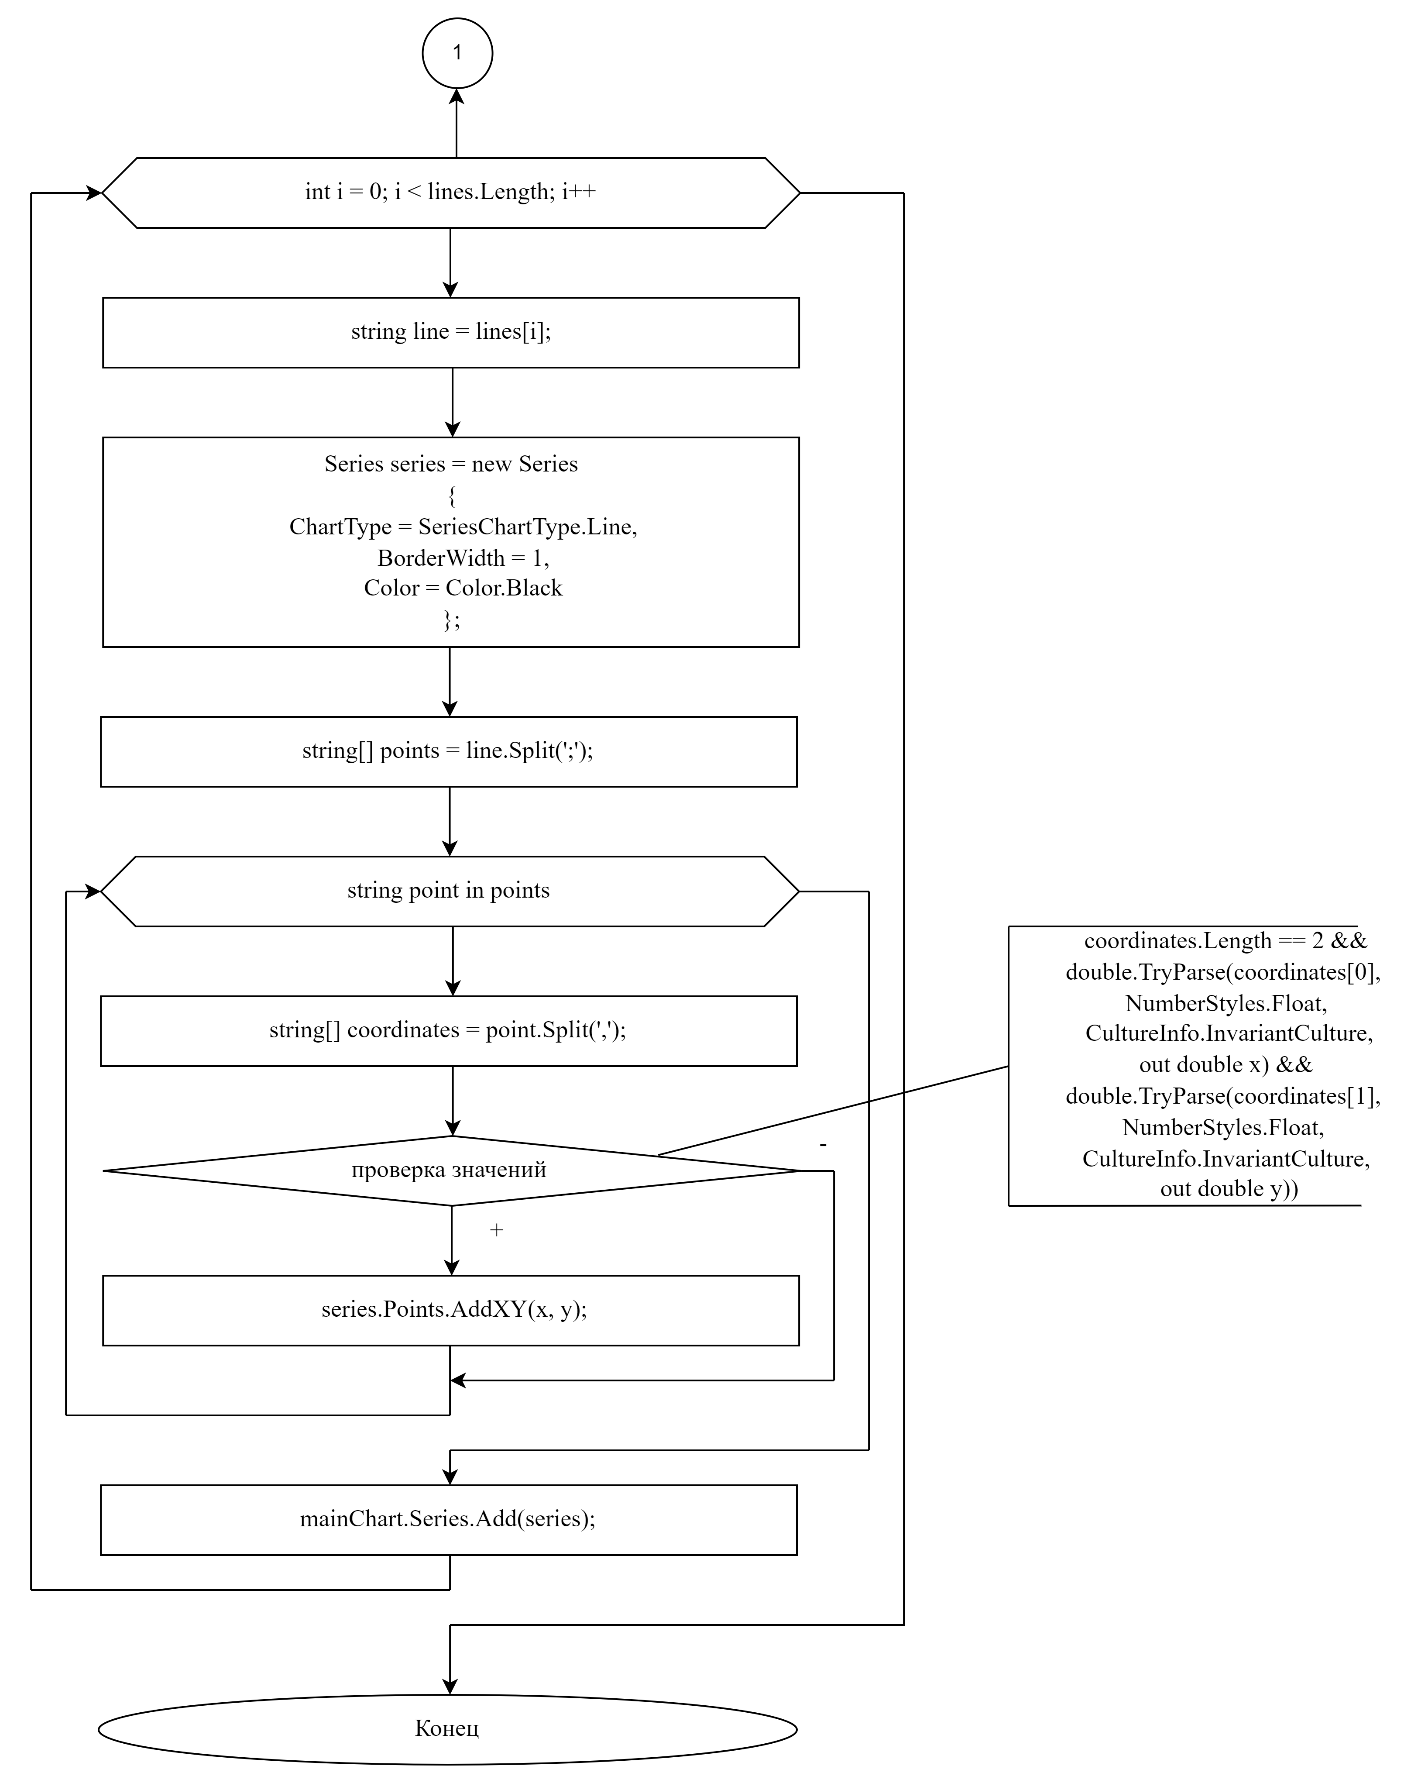 1
int i = 0; i < lines.Length; i++
string line = lines[i];
Series series = new Series
{
ChartType = SeriesChartType.Line,
BorderWidth = 1,
Color = Color.Black
};
string[] points = line.Split(';');
string point in points
string[] coordinates = point.Split(',');
проверка значений
-
+
coordinates.Length == 2 &&
double.TryParse(coordinates[0],
NumberStyles.Float,
CultureInfo.InvariantCulture,
out double x) &&
double.TryParse(coordinates[1],
NumberStyles.Float,
CultureInfo.InvariantCulture,
out double y))
series.Points.AddXY(x, y);
mainChart.Series.Add(series);
Конец